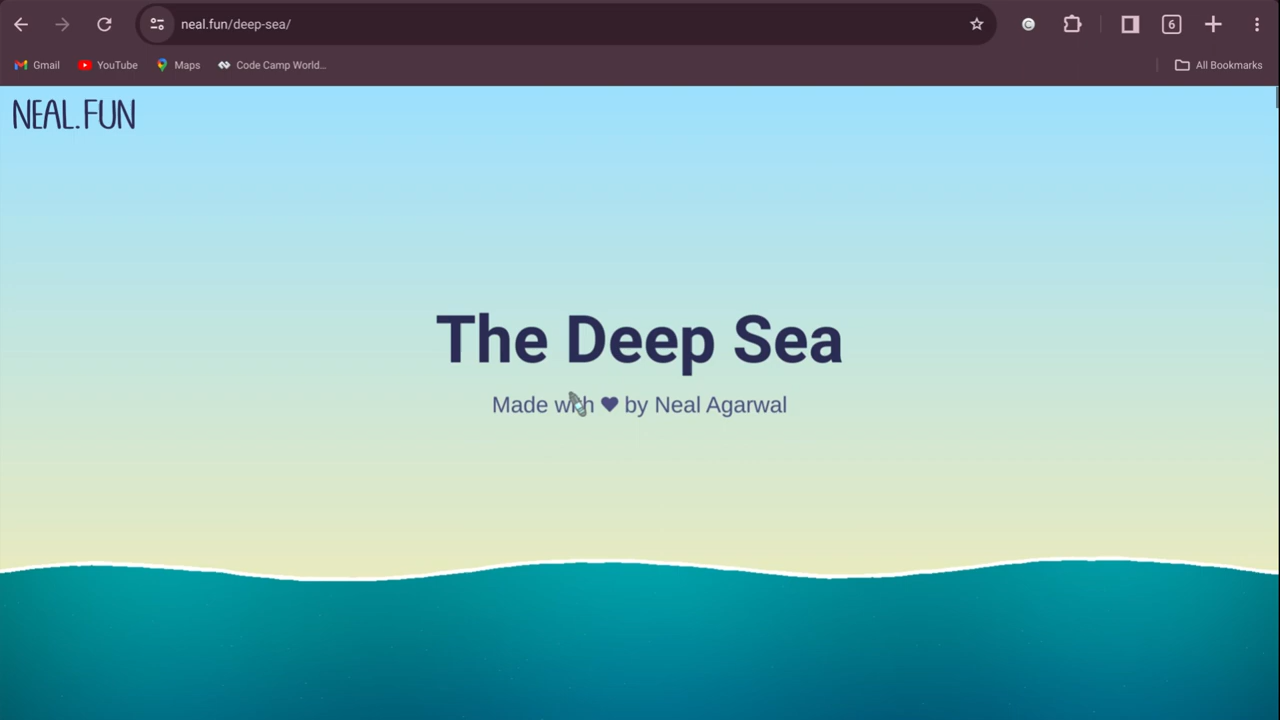 neal.fun/deep-sea/
6
Gmail YouTube Maps Code Camp World... All Bookmarks
NEAL.FUN
The Deep Sea
Made with ♥ by Neal Agarwal